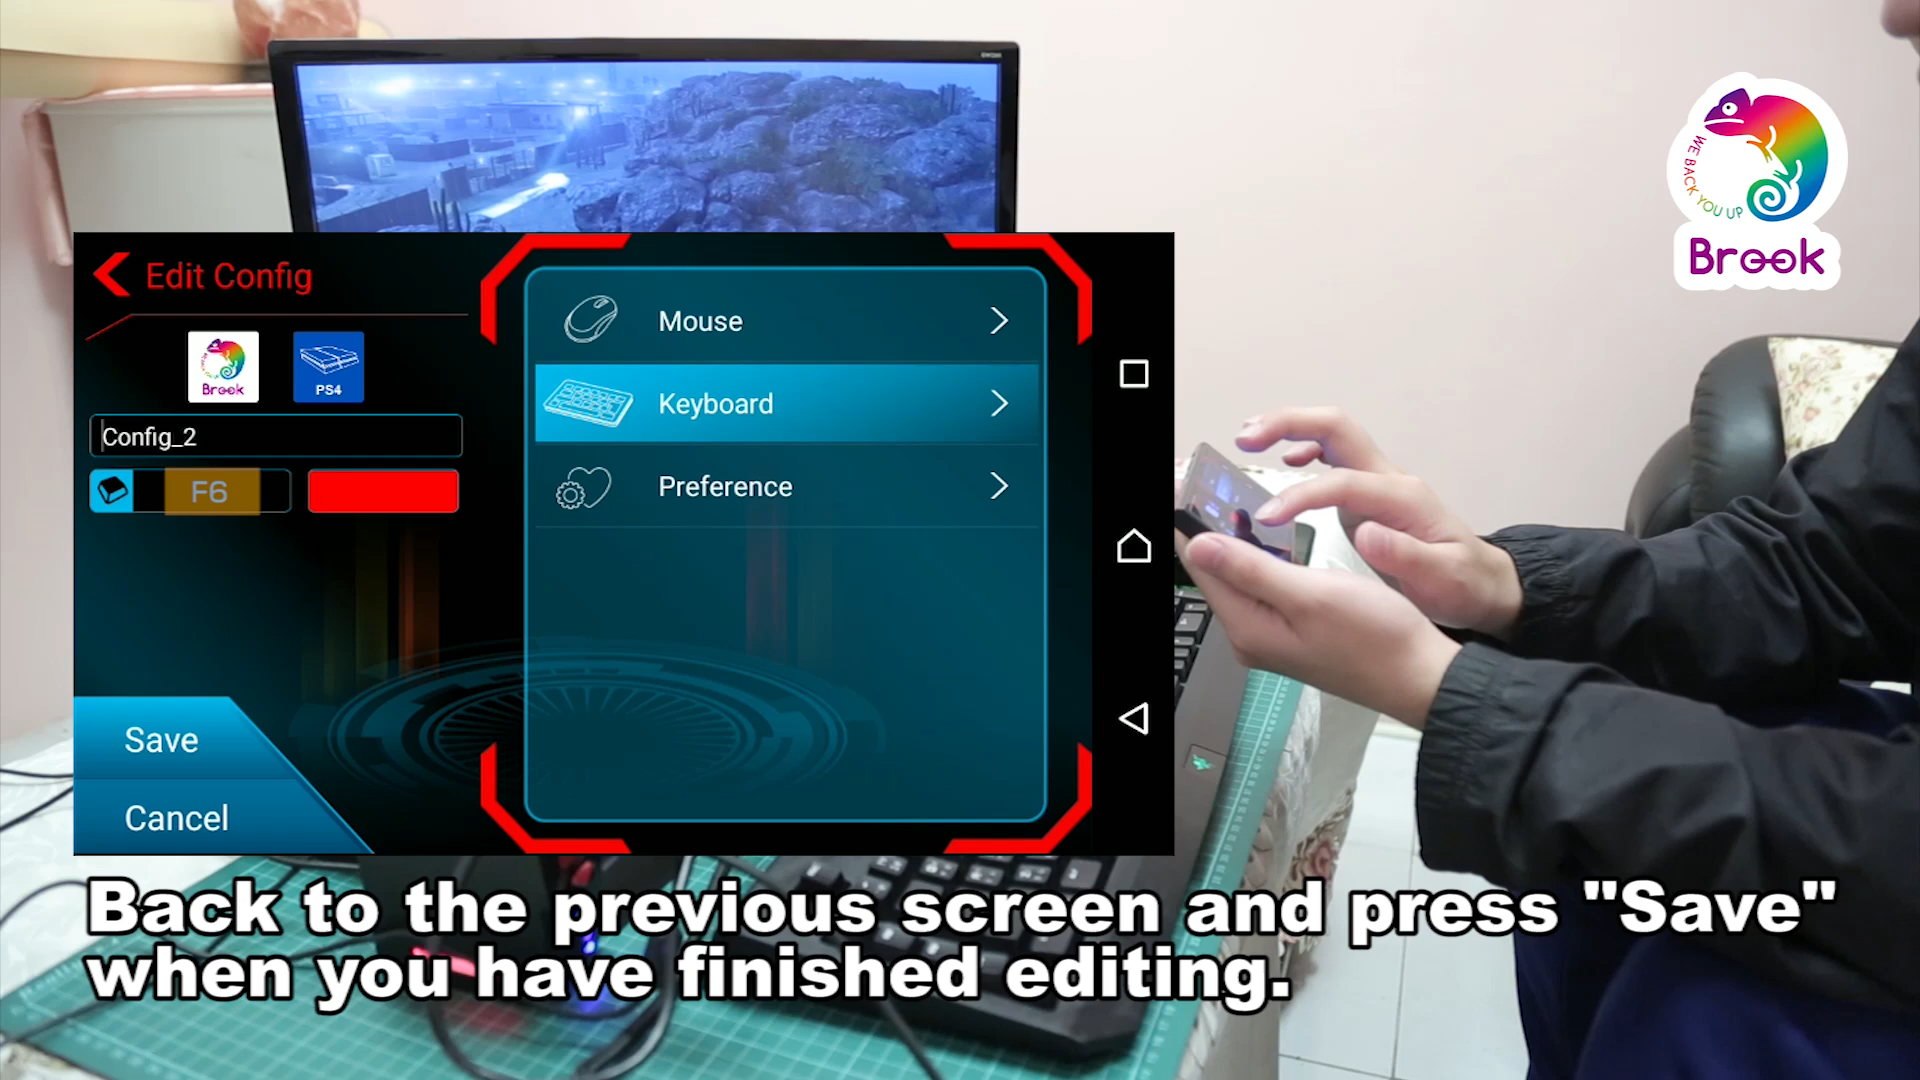 WE BACK YOU UP
Brook
Edit Config
Brook
PS4
Config_2
F6
Mouse
Keyboard
Preference
Save
Cancel
Back to the previous screen and press "Save"
when you have finished editing.